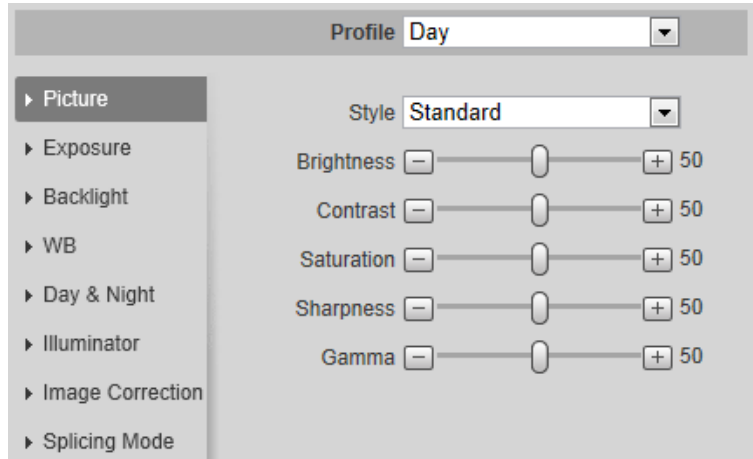 Profile Day
Picture
Exposure
Backlight
WB
Day & Night
Illuminator
Image Correction
Splicing Mode
Style Standard
Brightness 50
Contrast 50
Saturation 50
Sharpness 50
Gamma 50